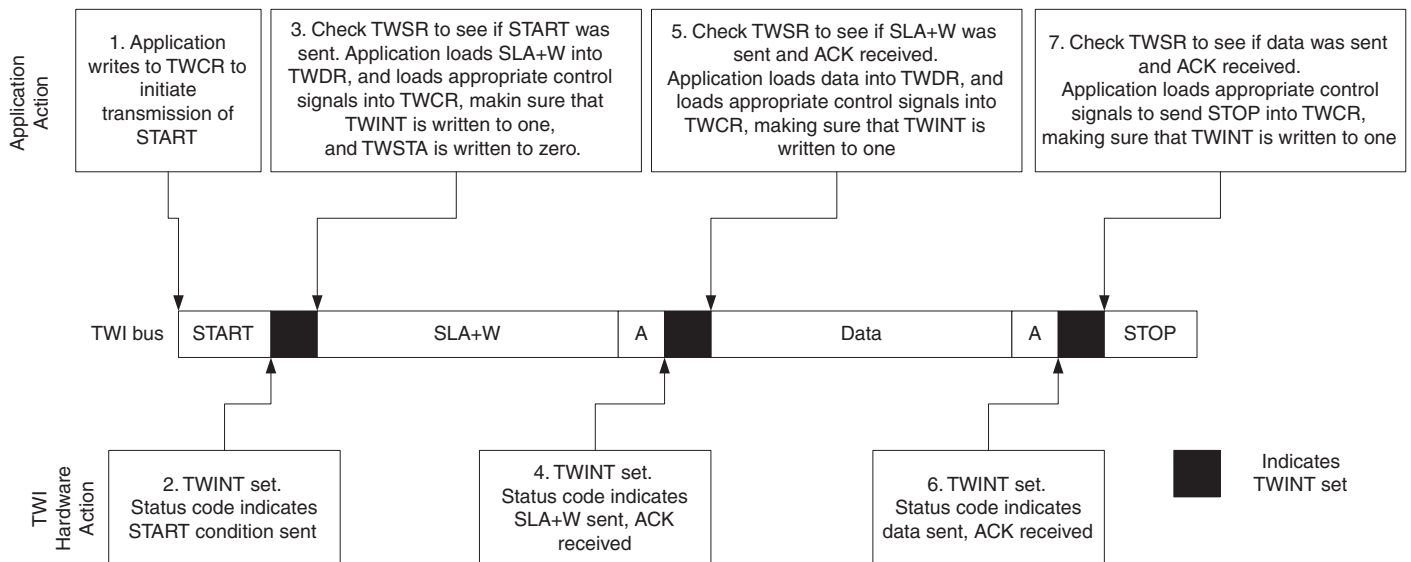 Application
Action
1. Application
writes to TWCR to
initiate
transmission of
START
3. Check TWSR to see if START was
sent. Application loads SLA+W into
TWDR, and loads appropriate control
signals into TWCR, makin sure that
TWINT is written to one,
and TWSTA is written to zero.
5. Check TWSR to see if SLA+W was
sent and ACK received.
Application loads data into TWDR, and
loads appropriate control signals into
TWCR, making sure that TWINT is
written to one
7. Check TWSR to see if data was sent
and ACK received.
Application loads appropriate control
signals to send STOP into TWCR,
making sure that TWINT is written to one
TWI bus
START
SLA+W
A
Data
A
STOP
TWI
Hardware
Action
2. TWINT set.
Status code indicates
START condition sent
4. TWINT set.
Status code indicates
SLA+W sent, ACK
received
6. TWINT set.
Status code indicates
data sent, ACK received
Indicates
TWINT set